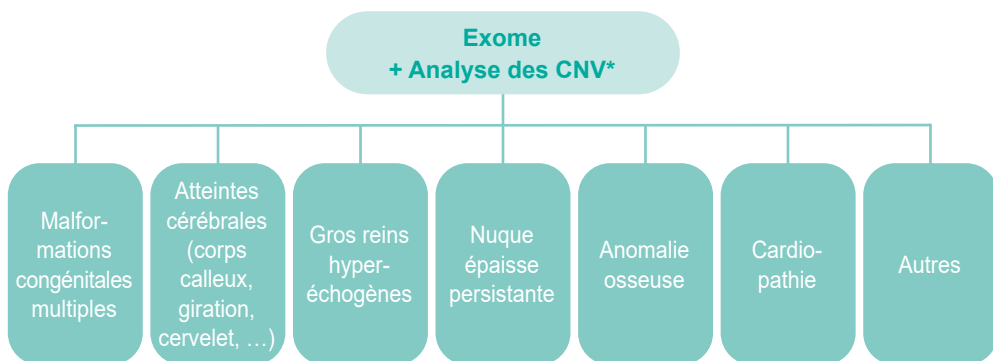 Exome
+ Analyse des CNV*
Malfor-
mations
congénitales
multiples
Atteintes
cérébrales
(corps
calleux,
giration,
cervelet, …)
Gros reins
hyper-
échogènes
Nuque
épaisse
persistante
Anomalie
osseuse
Cardio-
pathie
Autres